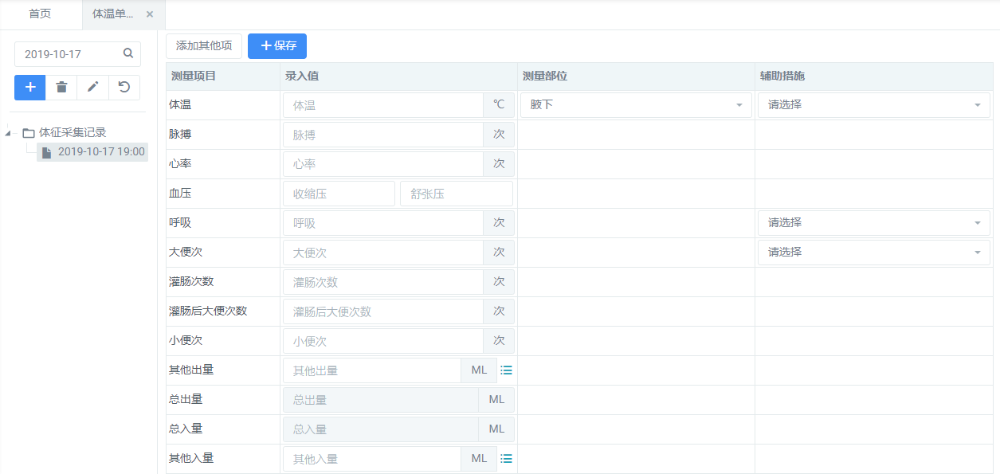 首页
体温单...
2019-10-17
体征采集记录
2019-10-17 19:00
添加其他项
保存
测量项目 录入值 测量部位 辅助措施
体温 体温 ℃ 腋下 请选择
脉搏 脉搏 次
心率 心率 次
血压 收缩压 舒张压
呼吸 呼吸 次 请选择
大便次 大便次 次 请选择
灌肠次数 灌肠次数 次
灌肠后大便次数 灌肠后大便次数 次
小便次 小便次 次
其他出量 其他出量 ML
总出量 总出量 ML
总入量 总入量 ML
其他入量 其他入量 ML